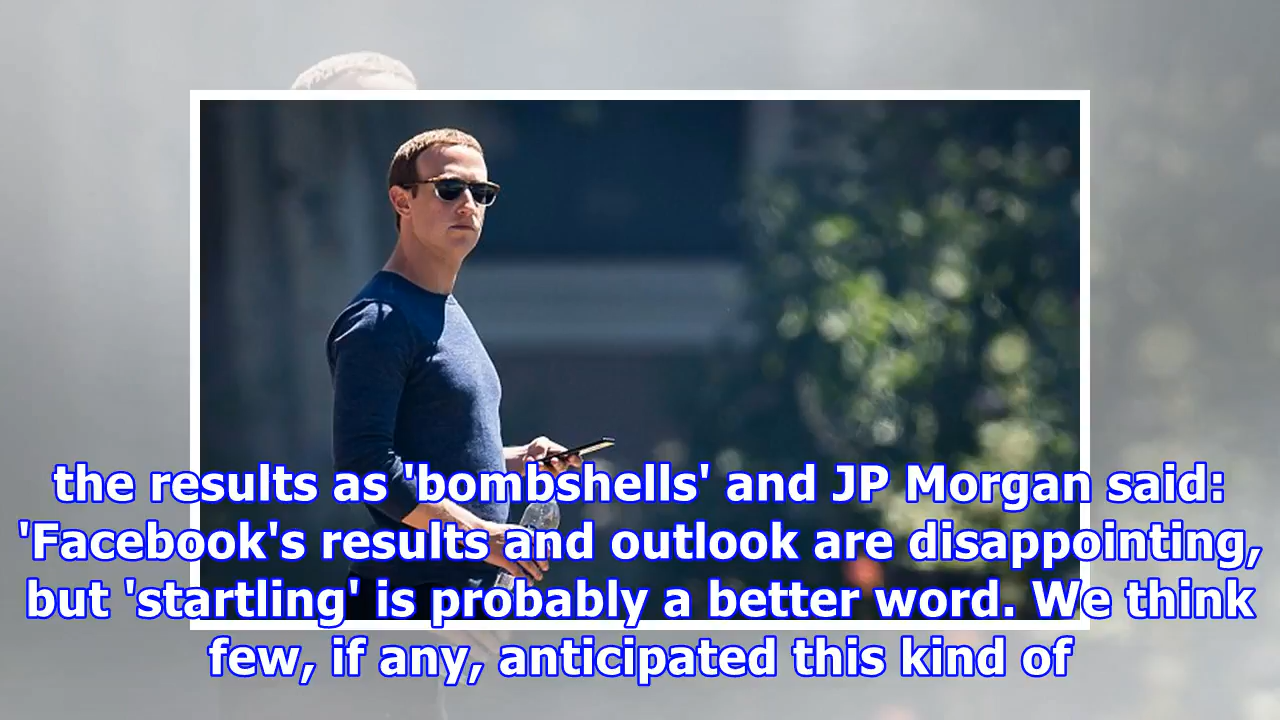 the results as 'bombshells' and JP Morgan said:
'Facebook's results and outlook are disappointing,
but 'startling' is probably a better word. We think
few, if any, anticipated this kind of